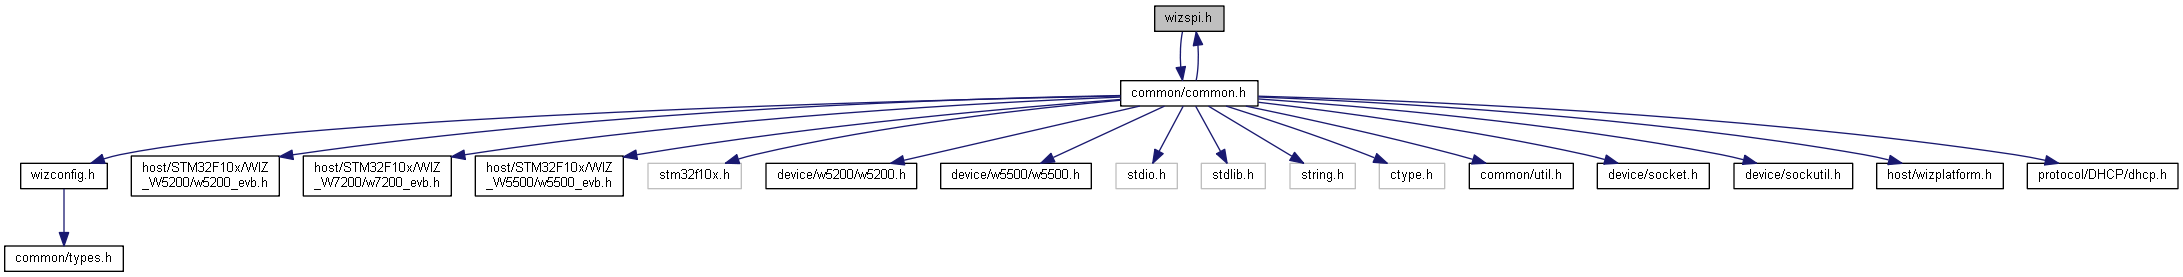 wizspi.h
common/common.h
wizconfig.h
host/STM32F10x/WIZ
_W5200/w5200_evb.h
host/STM32F10x/WIZ
_W7200/w7200_evb.h
host/STM32F10x/WIZ
_W5500/w5500_evb.h
stm32f10x.h
device/w5200/w5200.h
device/w5500/w5500.h
stdio.h
stdlib.h
string.h
ctype.h
common/util.h
device/socket.h
device/sockutil.h
host/wizplatform.h
protocol/DHCP/dhcp.h
common/types.h